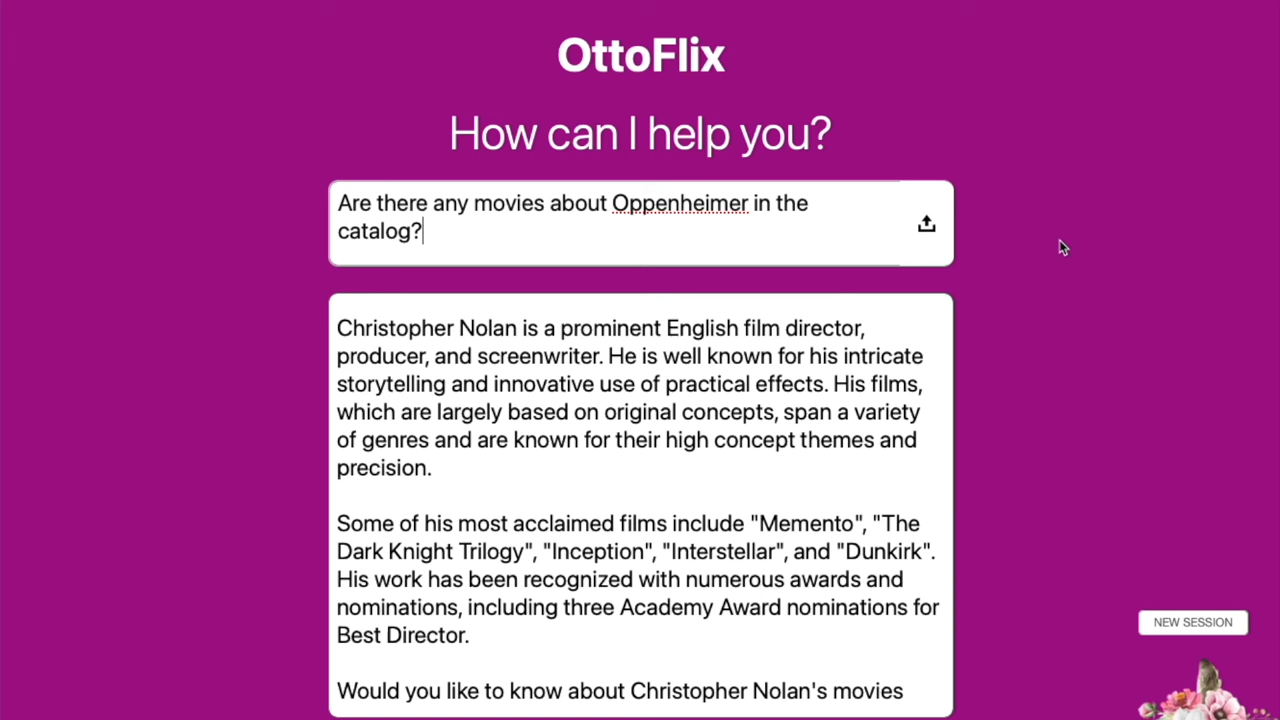 OttoFlix
How can I help you?
Are there any movies about Oppenheimer in the
catalog?
Christopher Nolan is a prominent English film director,
producer, and screenwriter. He is well known for his intricate
storytelling and innovative use of practical effects. His films,
which are largely based on original concepts, span a variety
of genres and are known for their high concept themes and
precision.
Some of his most acclaimed films include "Memento", "The
Dark Knight Trilogy", "Inception", "Interstellar", and "Dunkirk".
His work has been recognized with numerous awards and
nominations, including three Academy Award nominations for
Best Director.
NEW SESSION
Would you like to know about Christopher Nolan's movies